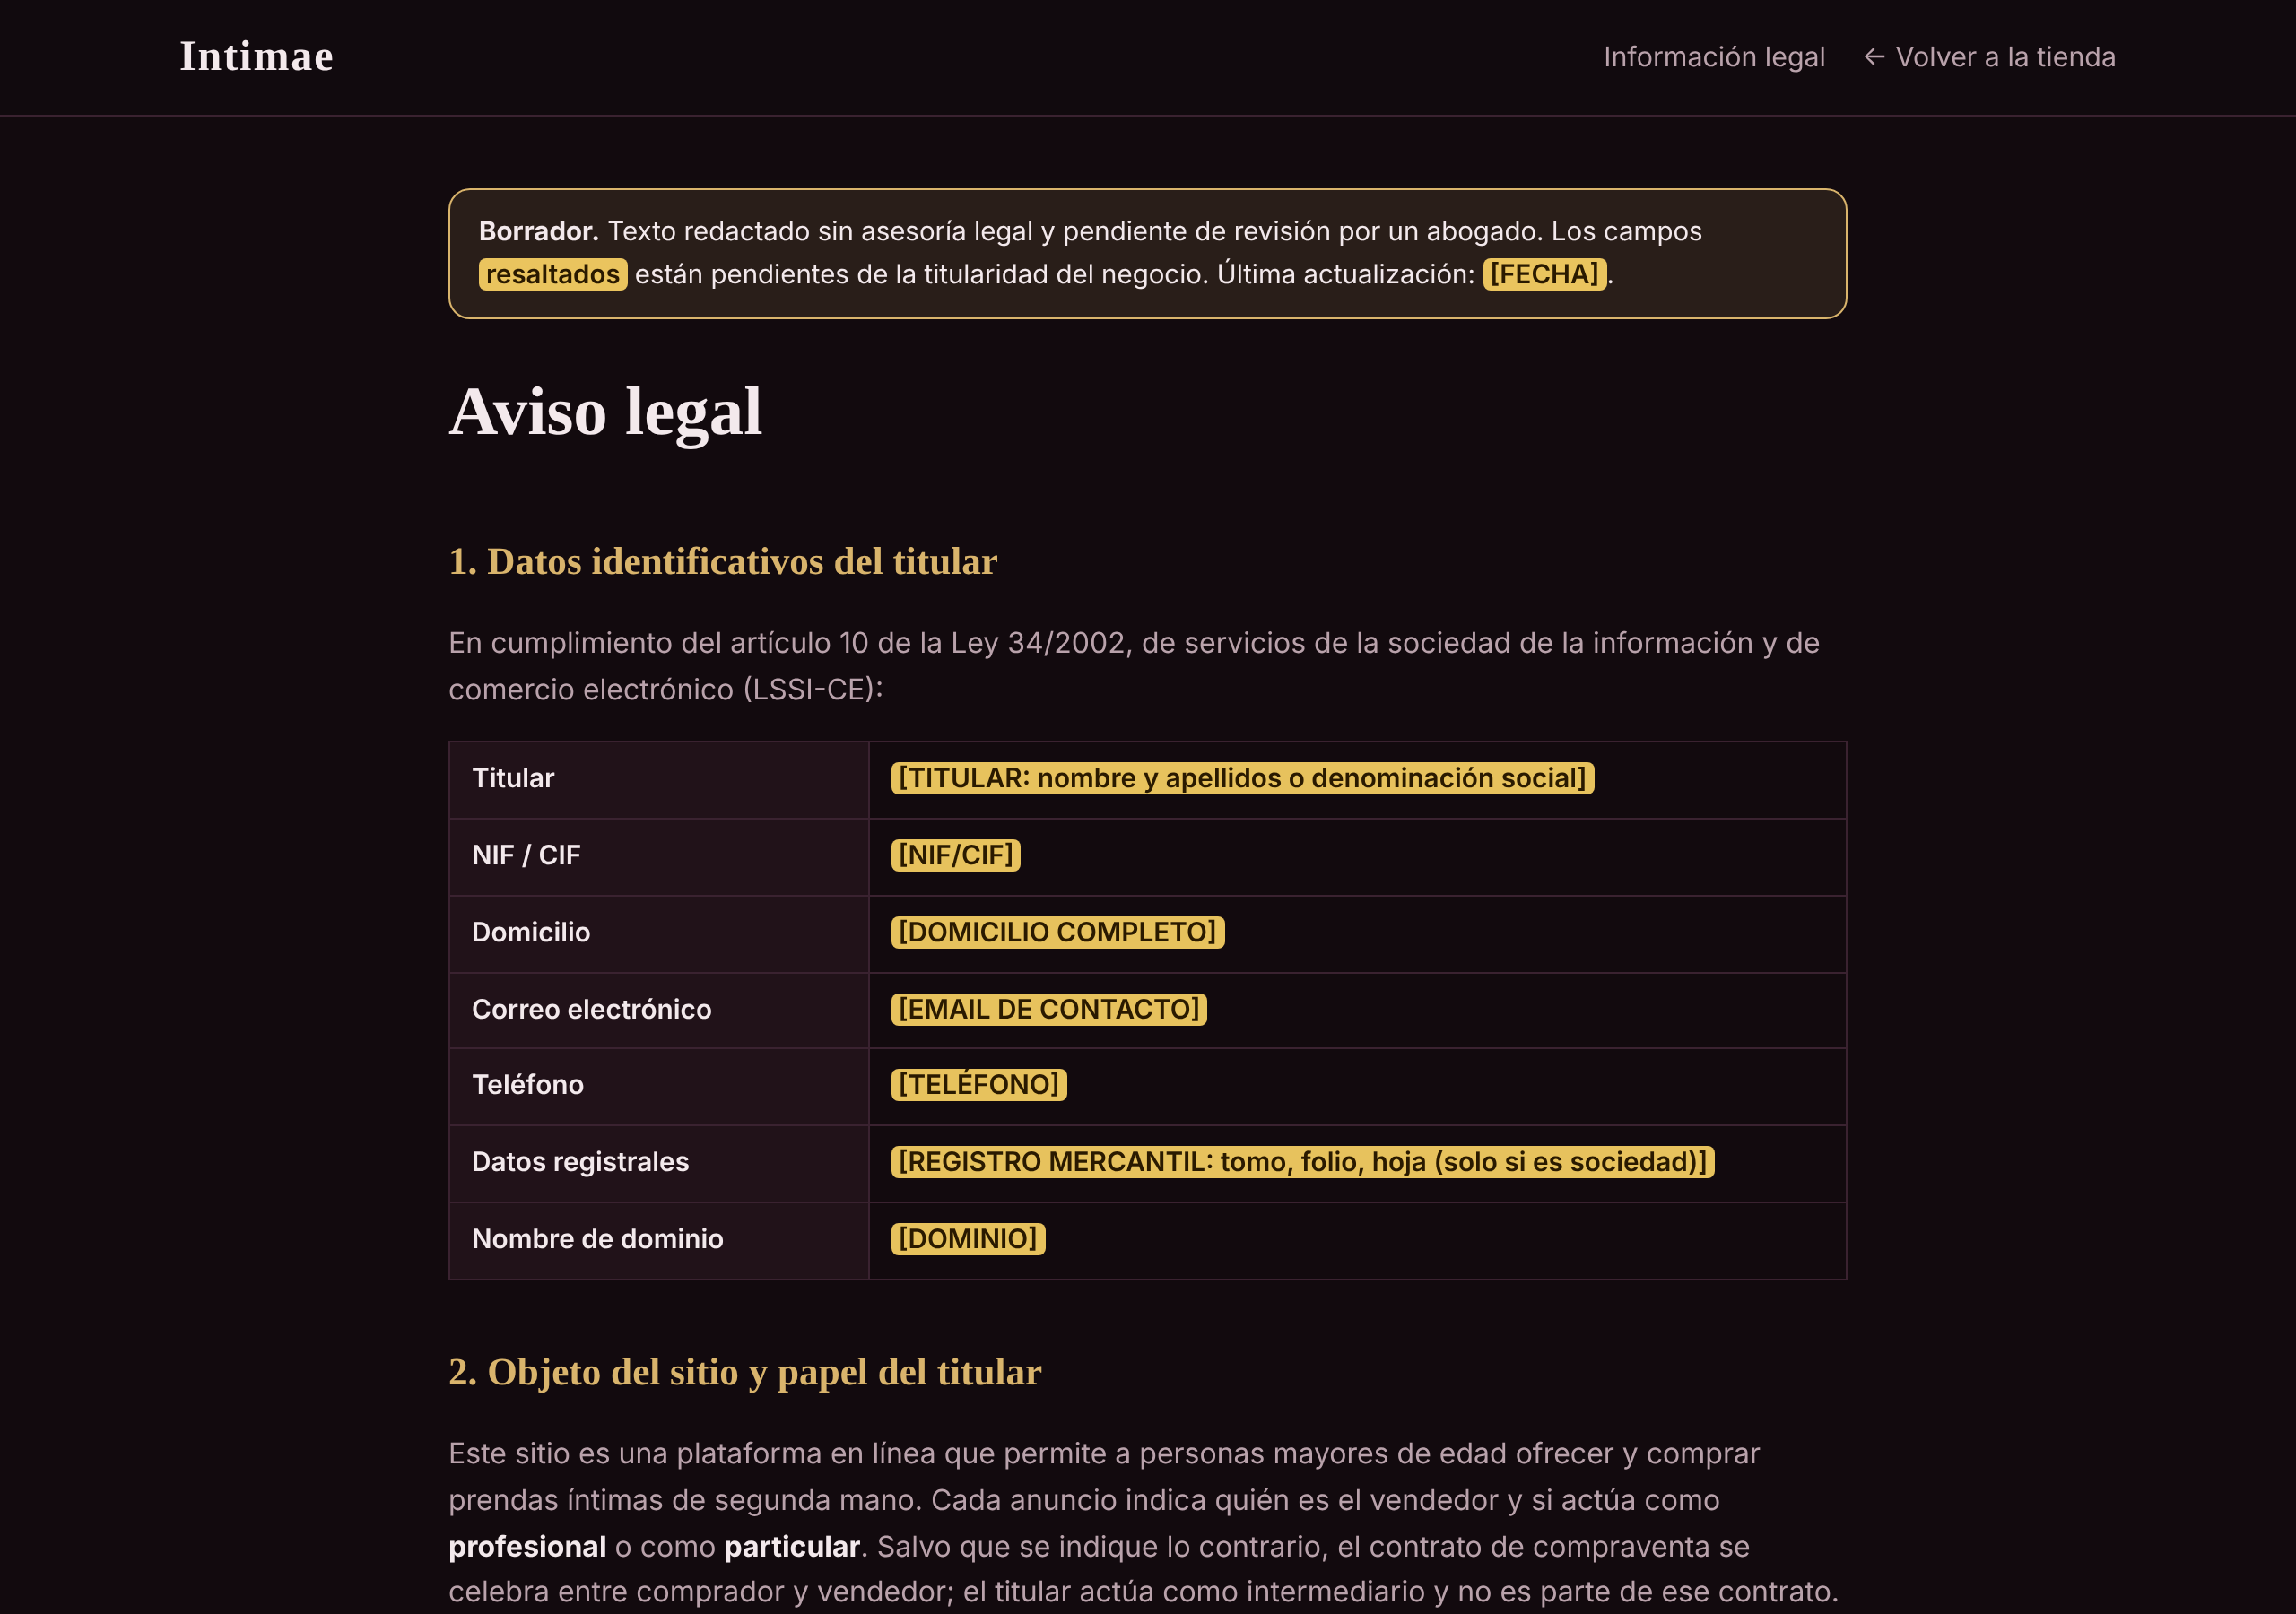 Intimae
Información legal
← Volver a la tienda
Borrador. Texto redactado sin asesoría legal y pendiente de revisión por un abogado. Los campos
resaltados están pendientes de la titularidad del negocio. Última actualización: [FECHA].
Aviso legal
1. Datos identificativos del titular
En cumplimiento del artículo 10 de la Ley 34/2002, de servicios de la sociedad de la información y de
comercio electrónico (LSSI-CE):
Titular
[TITULAR: nombre y apellidos o denominación social]
NIF / CIF
[NIF/CIF]
Domicilio
[DOMICILIO COMPLETO]
Correo electrónico
[EMAIL DE CONTACTO]
Teléfono
[TELÉFONO]
Datos registrales
[REGISTRO MERCANTIL: tomo, folio, hoja (solo si es sociedad)]
Nombre de dominio
[DOMINIO]
2. Objeto del sitio y papel del titular
Este sitio es una plataforma en línea que permite a personas mayores de edad ofrecer y comprar
prendas íntimas de segunda mano. Cada anuncio indica quién es el vendedor y si actúa como
profesional o como particular. Salvo que se indique lo contrario, el contrato de compraventa se
celebra entre comprador y vendedor; el titular actúa como intermediario y no es parte de ese contrato.